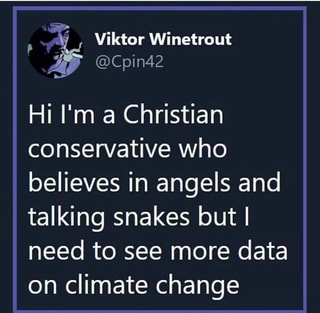 Viktor Winetrout
@Cpin42
Hi I'm a Christian
conservative who
believes in angels and
talking snakes but I
need to see more data
on climate change